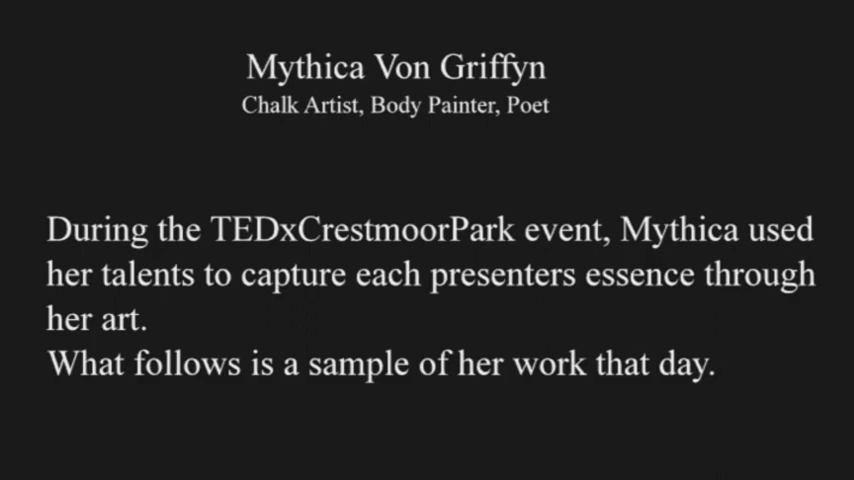 Mythica Von Griffyn
Chalk Artist, Body Painter, Poet
During the TEDxCrestmoorPark event, Mythica used
her talents to capture each presenters essence through
her art.
What follows is a sample of her work that day.